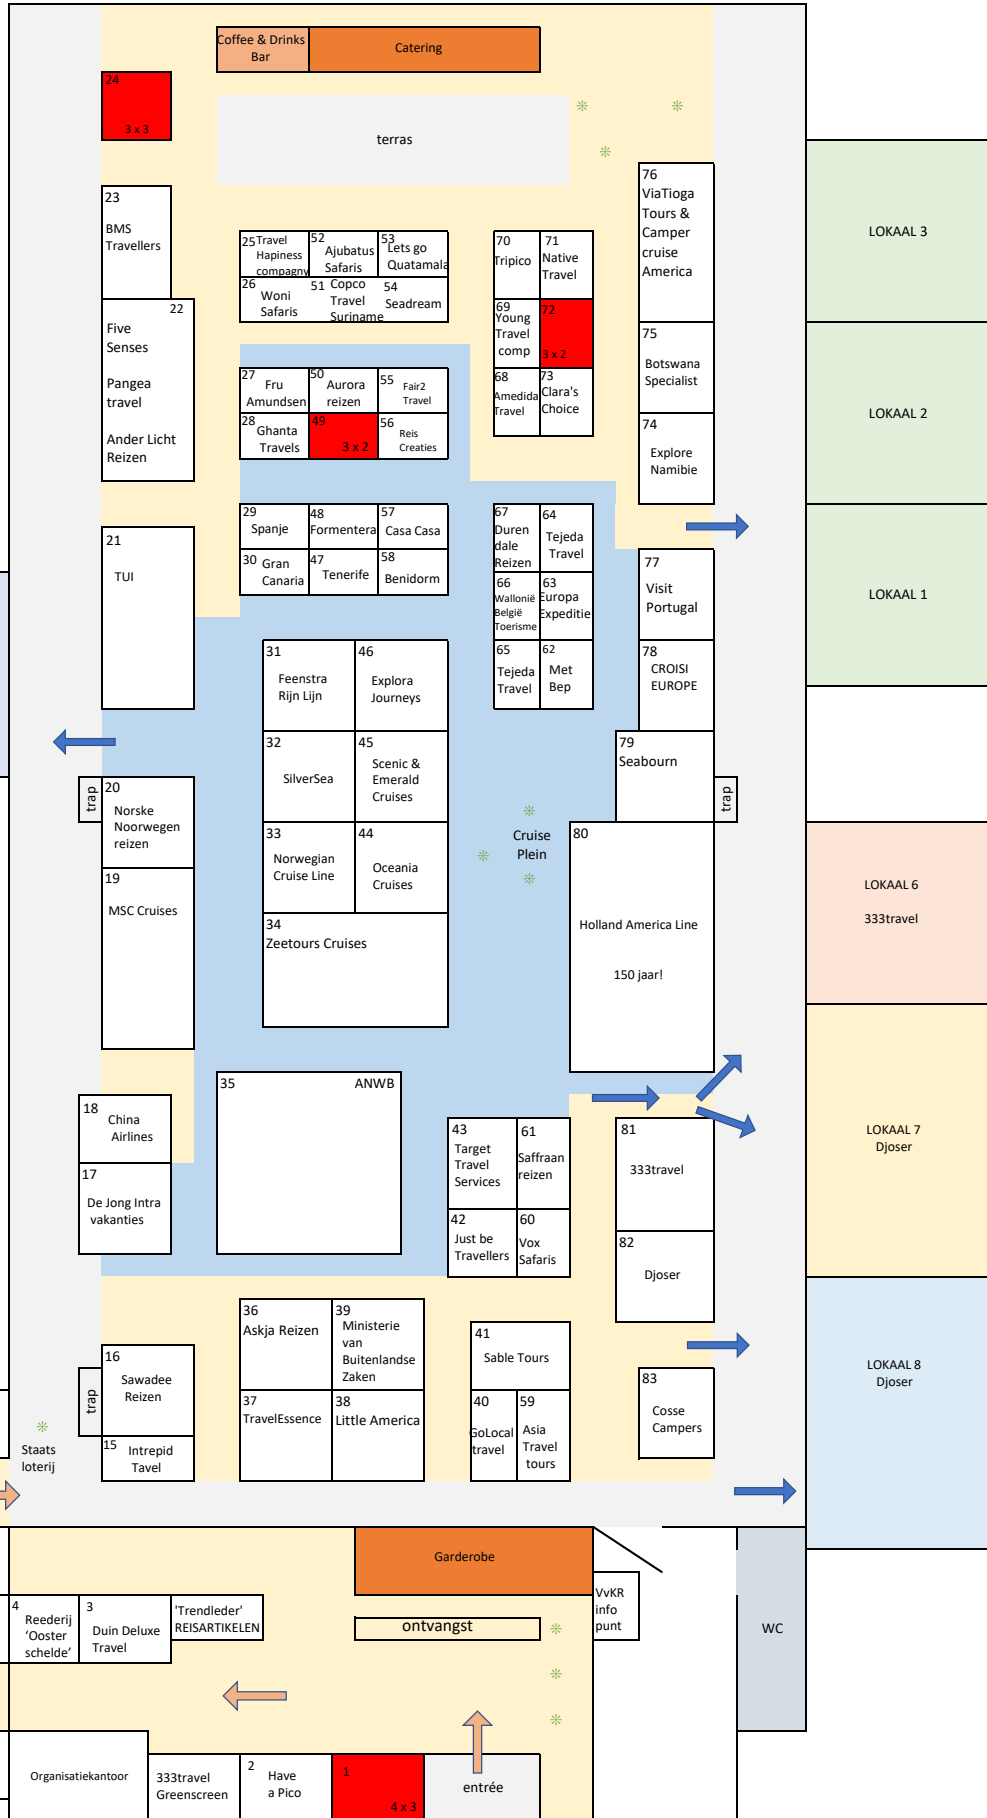 Coffee & Drinks
Bar
Catering
24
3 x 3
terras
76
ViaTioga
Tours &
Camper
cruise
America
LOKAAL 3
23
BMS
Travellers
25 Travel
Hapiness
compagny
52
Ajubatus
Safaris
53
Lets go
Quatamala
70
Tripico
71
Native
Travel
26
Woni
Safaris
51 Copco
Travel
Suriname
54
Seadream
22
Five
Senses
Pangea
travel
Ander Licht
Reizen
69
Young
Travel
comp
72
3 x 2
75
Botswana
Specialist
LOKAAL 2
27
Fru
Amundsen
50
Aurora
reizen
55
Fair2
Travel
68
Amedida
Travel
73
Clara's
Choice
28
Ghanta
Travels
49
3 x 2
56
Reis
Creaties
74
Explore
Namibie
29
Spanje
48
Formentera
57
Casa Casa
67
Duren
dale
Reizen
64
Tejeda
Travel
21
TUI
30 Gran
Canaria
47
Tenerife
58
Benidorm
77
Visit
Portugal
LOKAAL 1
66
Wallonië
België
Toerisme
63
Europa
Expeditie
31
Feenstra
Rijn Lijn
46
Explora
Journeys
65
Tejeda
Travel
62
Met
Bep
78
CROISI
EUROPE
32
SilverSea
45
Scenic &
Emerald
Cruises
79
Seabourn
trap
20
Norske
Noorwegen
reizen
trap
33
Norwegian
Cruise Line
44
Oceania
Cruises
Cruise
Plein
80
Holland America Line
150 jaar!
LOKAAL 6
333travel
19
MSC Cruises
34
Zeetours Cruises
35
ANWB
18
China
Airlines
43
Target
Travel
Services
61
Saffraan
reizen
81
333travel
LOKAAL 7
Djoser
17
De Jong Intra
vakanties
42
Just be
Travellers
60
Vox
Safaris
82
Djoser
36
Askja Reizen
39
Ministerie
van
Buitenlandse
Zaken
41
Sable Tours
LOKAAL 8
Djoser
16
Sawadee
Reizen
trap
37
TravelEssence
38
Little America
40
GoLocal
travel
59
Asia
Travel
tours
83
Cosse
Campers
Staats
loterij
15
Intrepid
Tavel
Garderobe
4
Reederij
‘Ooster
schelde’
3
Duin Deluxe
Travel
'Trendleder'
REISARTIKELEN
ontvangst
VvKR
info
punt
WC
Organisatiekantoor
333travel
Greenscreen
2
Have
a Pico
1
4 x 3
entrée